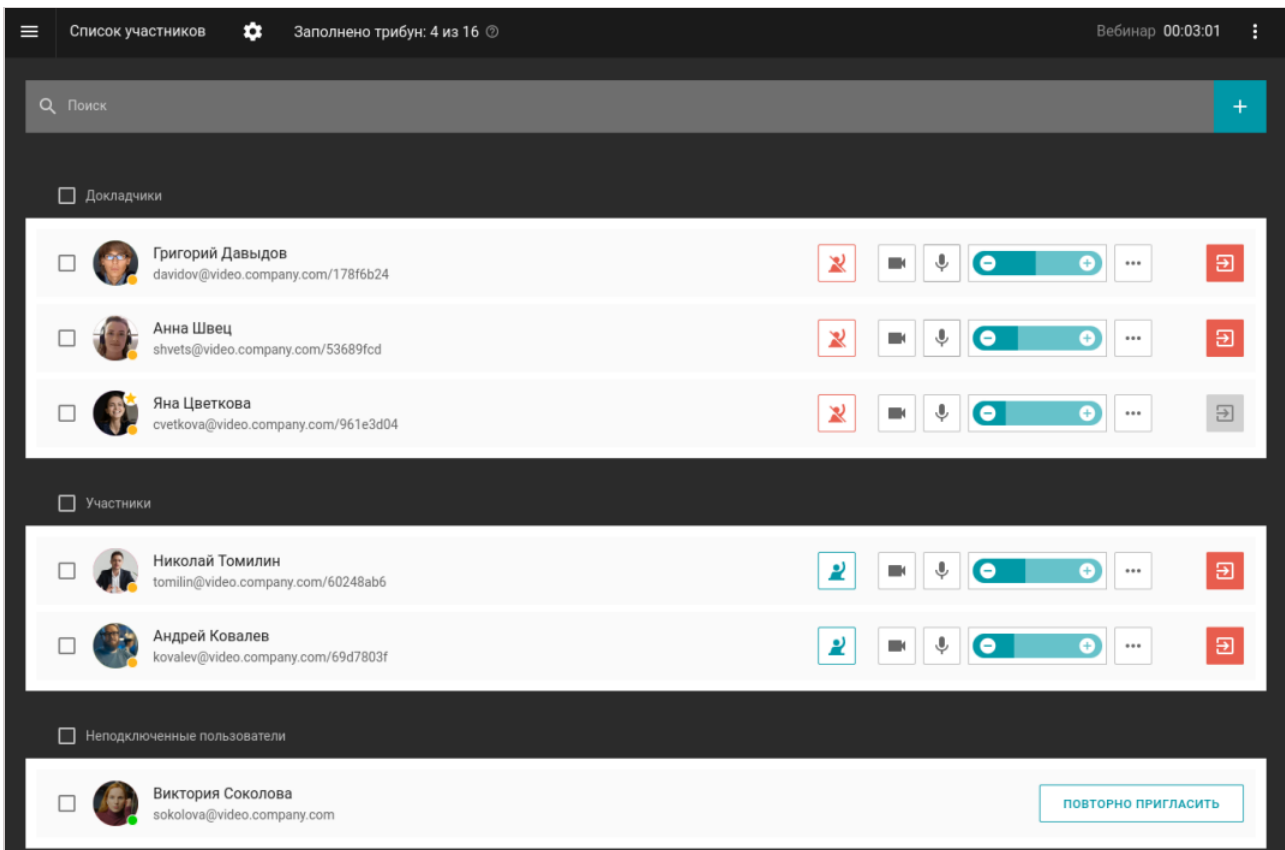 Список участников
Заполнено трибун: 4 из 16
Вебинар 00:03:01
Поиск
Докладчики
Григорий Давыдов
davidov@video.company.com/178f6b24
Анна Швец
shvets@video.company.com/53689fcd
Яна Цветкова
cvetkova@video.company.com/961e3d04
Участники
Николай Томилин
tomilin@video.company.com/60248ab6
Андрей Ковалев
kovalev@video.company.com/69d7803f
Неподключенные пользователи
Виктория Соколова
sokolova@video.company.com
ПОВТОРНО ПРИГЛАСИТЬ